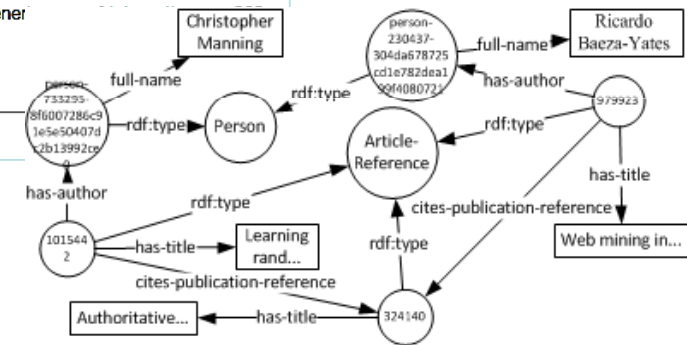 Christopher
Manning
person-
230437-
304da678725
cd1e782dea1
99f4080721
full-name
Ricardo
Baeza-Yates
person-
733295-
8f6007286c9
1e5e50407d
c2b13992ce
full-name
rdf:type
Person
rdf:type
has-author
979923
rdf:type
Article-
Reference
has-author
rdf:type
has-title
cites-publication-reference
101544
2
has-title
Learning
rand...
rdf:type
Web mining in...
cites-publication-reference
Authoritative...
has-title
324140